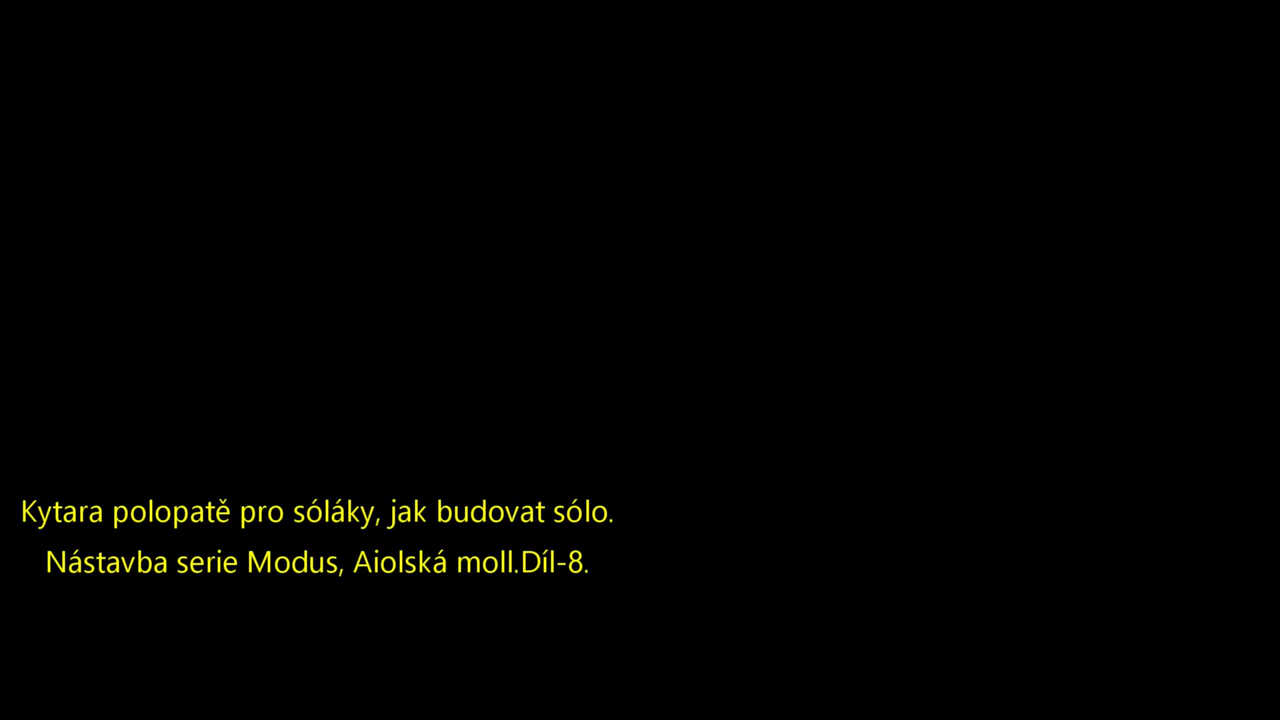 Kytara polopatě pro sóláky, jak budovat sólo.
Nástavba serie Modus, Aiolská moll.Díl-8.